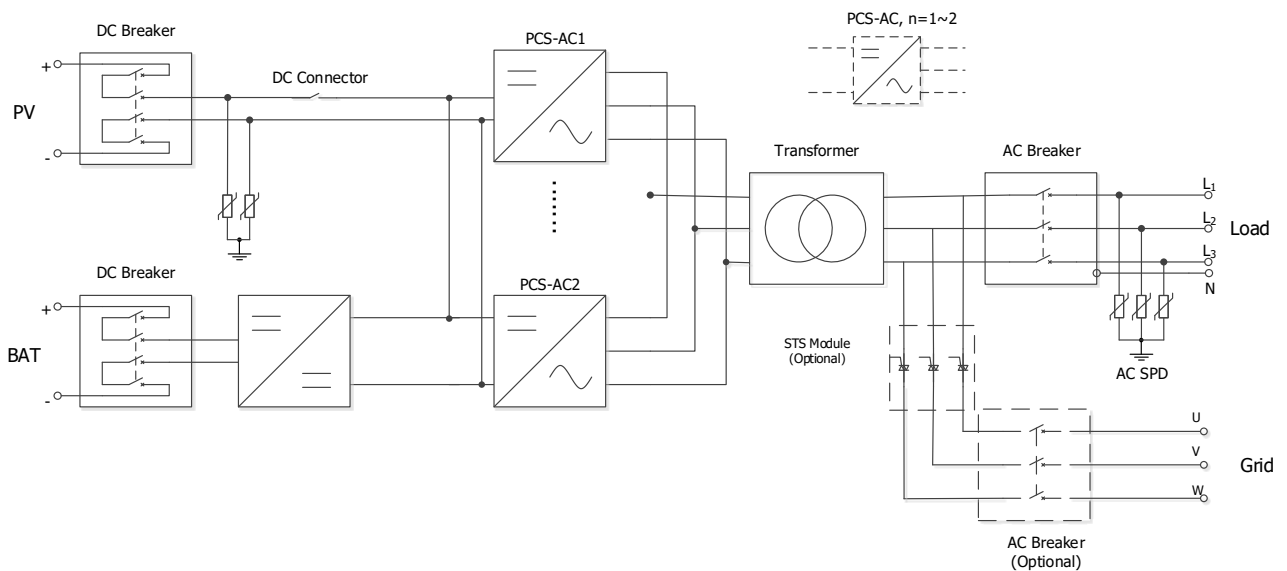 DC Breaker
PCS-AC1
PCS-AC, n=1~2
+
DC Connector
PV
-
Transformer
AC Breaker
L1
L2
Load
L3
N
DC Breaker
PCS-AC2
+
BAT
-
STS Module
(Optional)
AC SPD
U
V
Grid
W
AC Breaker
(Optional)